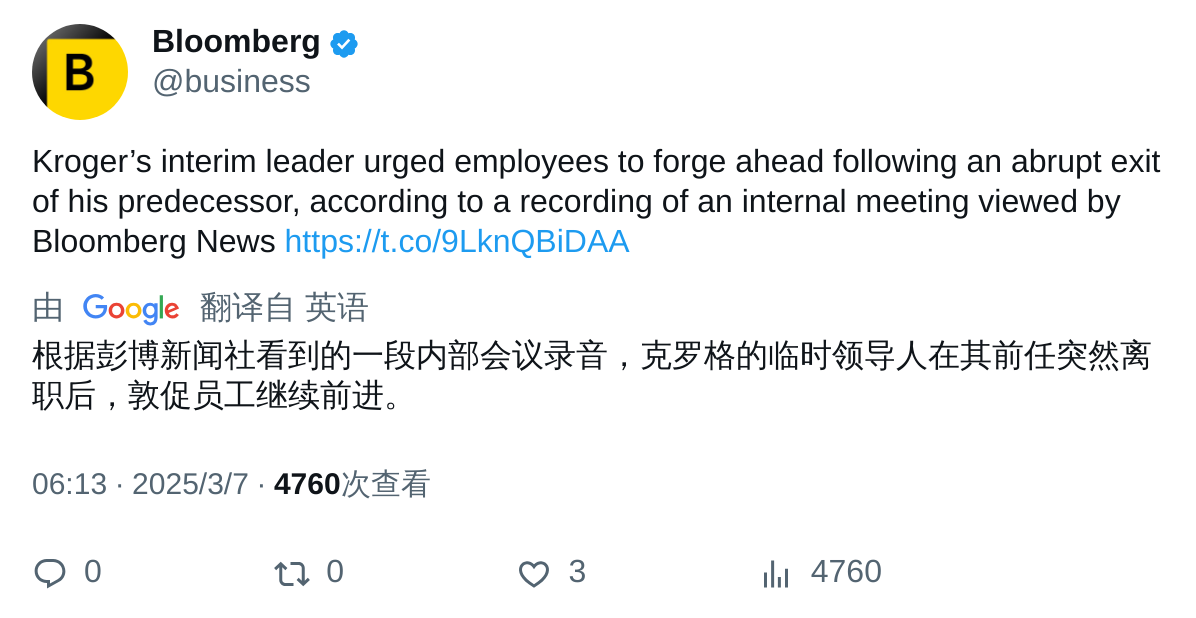 B
Bloomberg
@business
Kroger’s interim leader urged employees to forge ahead following an abrupt exit
of his predecessor, according to a recording of an internal meeting viewed by
Bloomberg News https://t.co/9LknQBiDAA
由 Google 翻译自 英语
根据彭博新闻社看到的一段内部会议录音，克罗格的临时领导人在其前任突然离
职后，敦促员工继续前进。
06:13 · 2025/3/7 · 4760次查看
0 0 3 4760